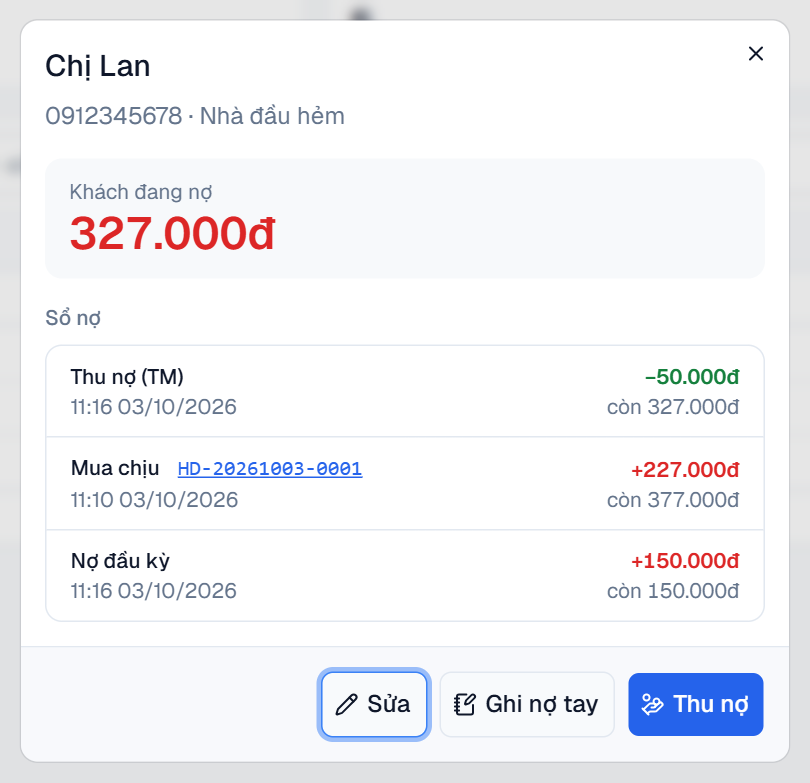 Chị Lan
0912345678 · Nhà đầu hẻm
Khách đang nợ
327.000đ
Sổ nợ
Thu nợ (TM) −50.000đ
11:16 03/10/2026 còn 327.000đ
Mua chịu HD-20261003-0001 +227.000đ
11:10 03/10/2026 còn 377.000đ
Nợ đầu kỳ +150.000đ
11:16 03/10/2026 còn 150.000đ
Sửa Ghi nợ tay Thu nợ